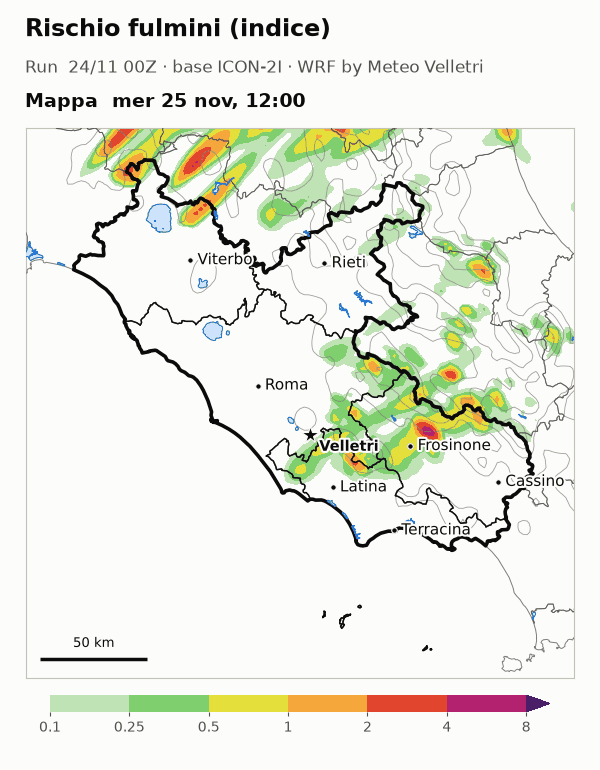 Rischio fulmini (indice)
Run  24/11 00Z · base ICON-2I · WRF by Meteo Velletri
Mappa  mer 25 nov, 12:00
Viterbo
Rieti
Roma
Velletri
Frosinone
Latina
Cassino
Terracina
50 km
0.1 0.25 0.5 1 2 4 8